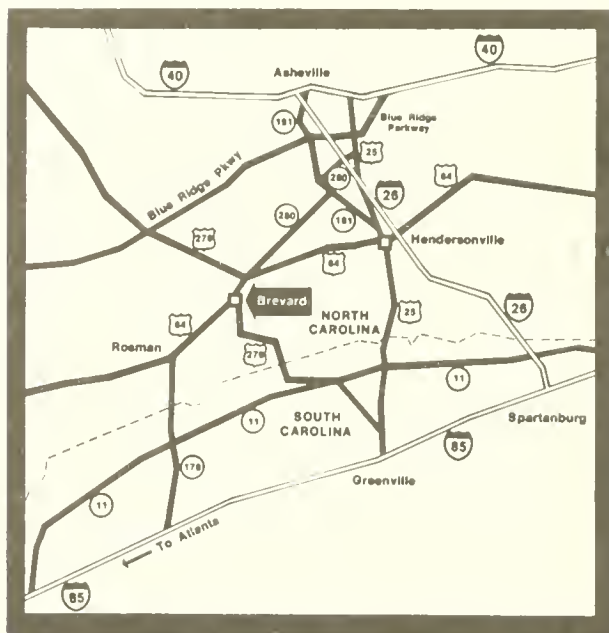 40
40
Asheville
191
Blue Ridge
Parkway
25
64
Blue Ridge Pkwy
280
26
280
191
276
64
Hendersonville
Brevard
NORTH
CAROLINA
25
26
64
Rosman
276
11
SOUTH
CAROLINA
11
Spartanburg
85
178
Greenville
11
To Atlanta
85